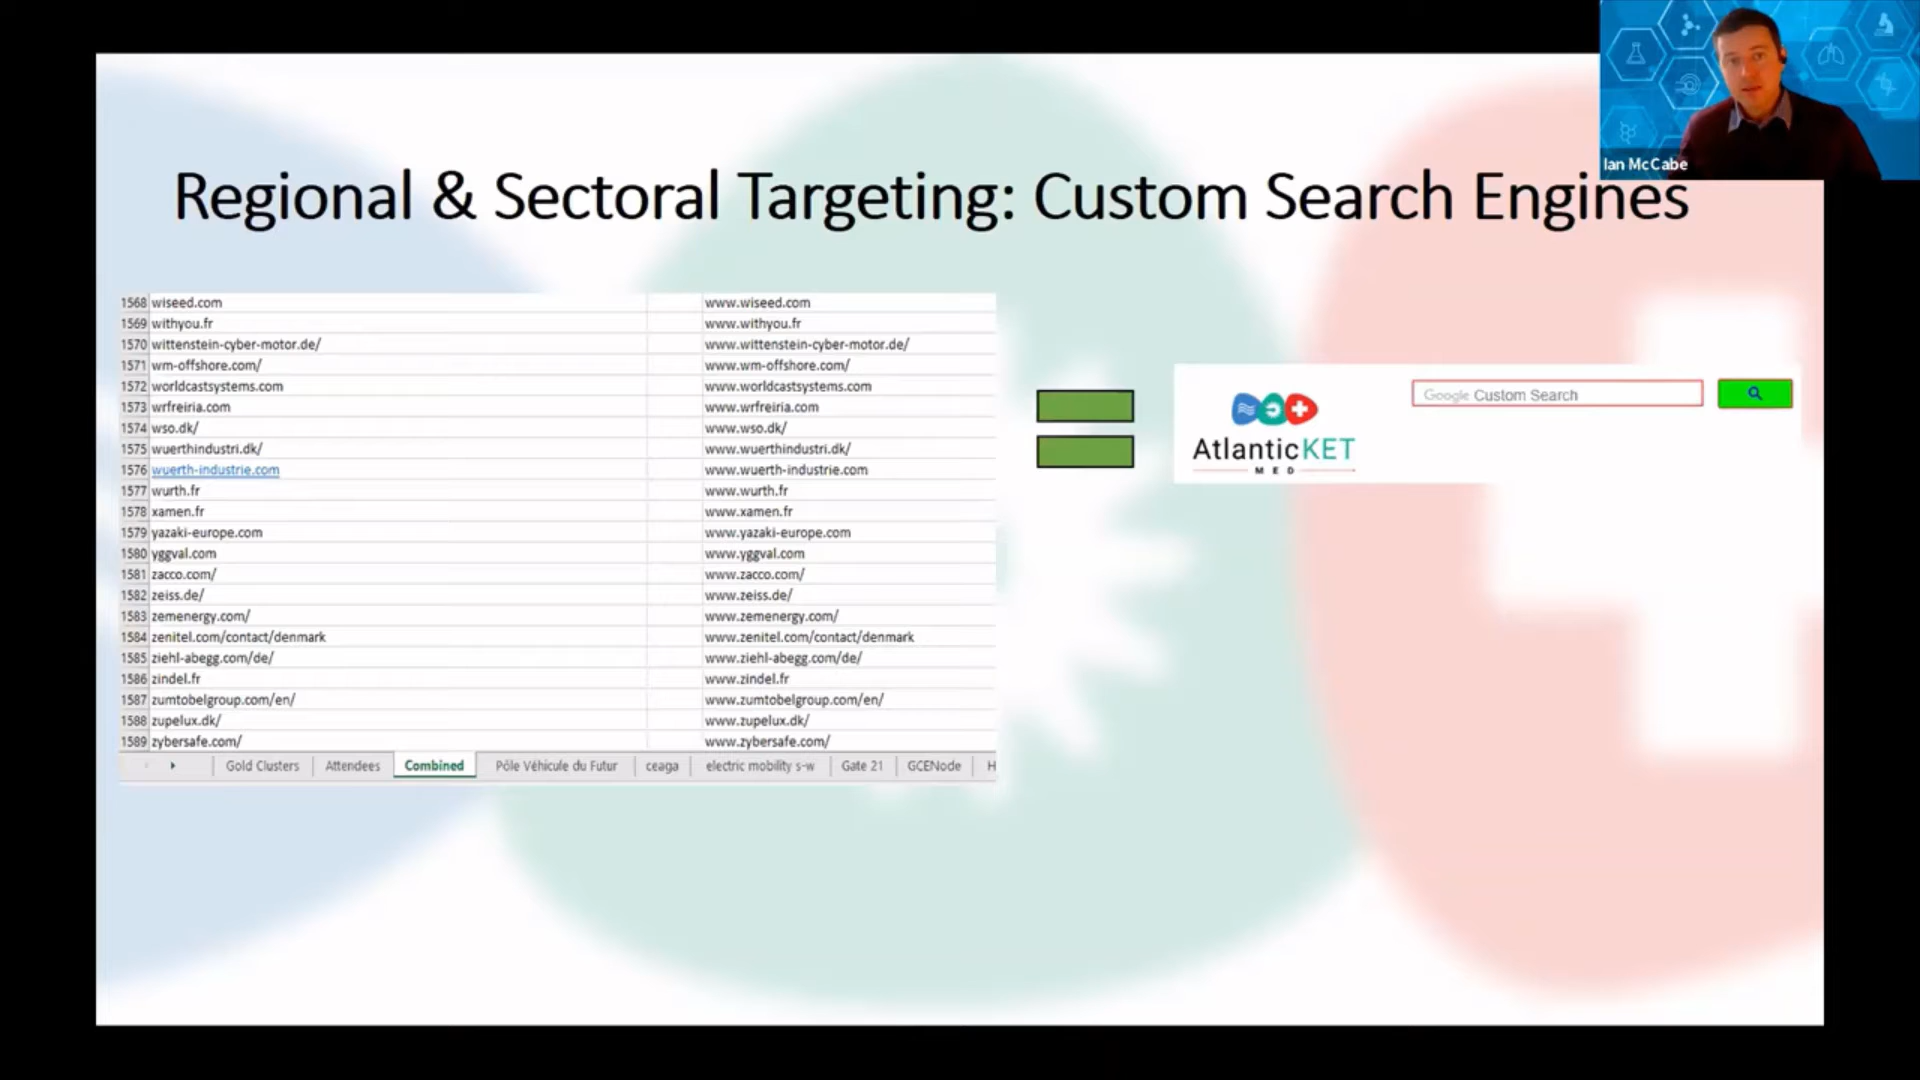 Ian McCabe
Regional & Sectoral Targeting: Custom Search Engines
1568 wiseed.com www.wiseed.com
1569 withyou.fr www.withyou.fr
1570 wittenstein-cyber-motor.de/ www.wittenstein-cyber-motor.de/
1571 wm-offshore.com/ www.wm-offshore.com/
1572 worldcastsystems.com www.worldcastsystems.com
1573 wrfreiria.com www.wrfreiria.com
1574 wso.dk/ www.wso.dk/
1575 wuerthindustri.dk/ www.wuerthindustri.dk/
1576 wuerth-industrie.com www.wuerth-industrie.com
1577 wurth.fr www.wurth.fr
1578 xamen.fr www.xamen.fr
1579 yazaki-europe.com www.yazaki-europe.com
1580 yggval.com www.yggval.com
1581 zacco.com/ www.zacco.com/
1582 zeiss.de/ www.zeiss.de/
1583 zemenergy.com/ www.zemenergy.com/
1584 zenitel.com/contact/denmark www.zenitel.com/contact/denmark
1585 ziehl-abegg.com/de/ www.ziehl-abegg.com/de/
1586 zindel.fr www.zindel.fr
1587 zumtobelgroup.com/en/ www.zumtobelgroup.com/en/
1588 zupelux.dk/ www.zupelux.dk/
1589 zybersafe.com/ www.zybersafe.com/
Gold Clusters Attendees Combined Pôle Véhicule du Futur ceaga electric mobility s-w Gate 21 GCENode H
Google Custom Search
AtlanticKET
MED